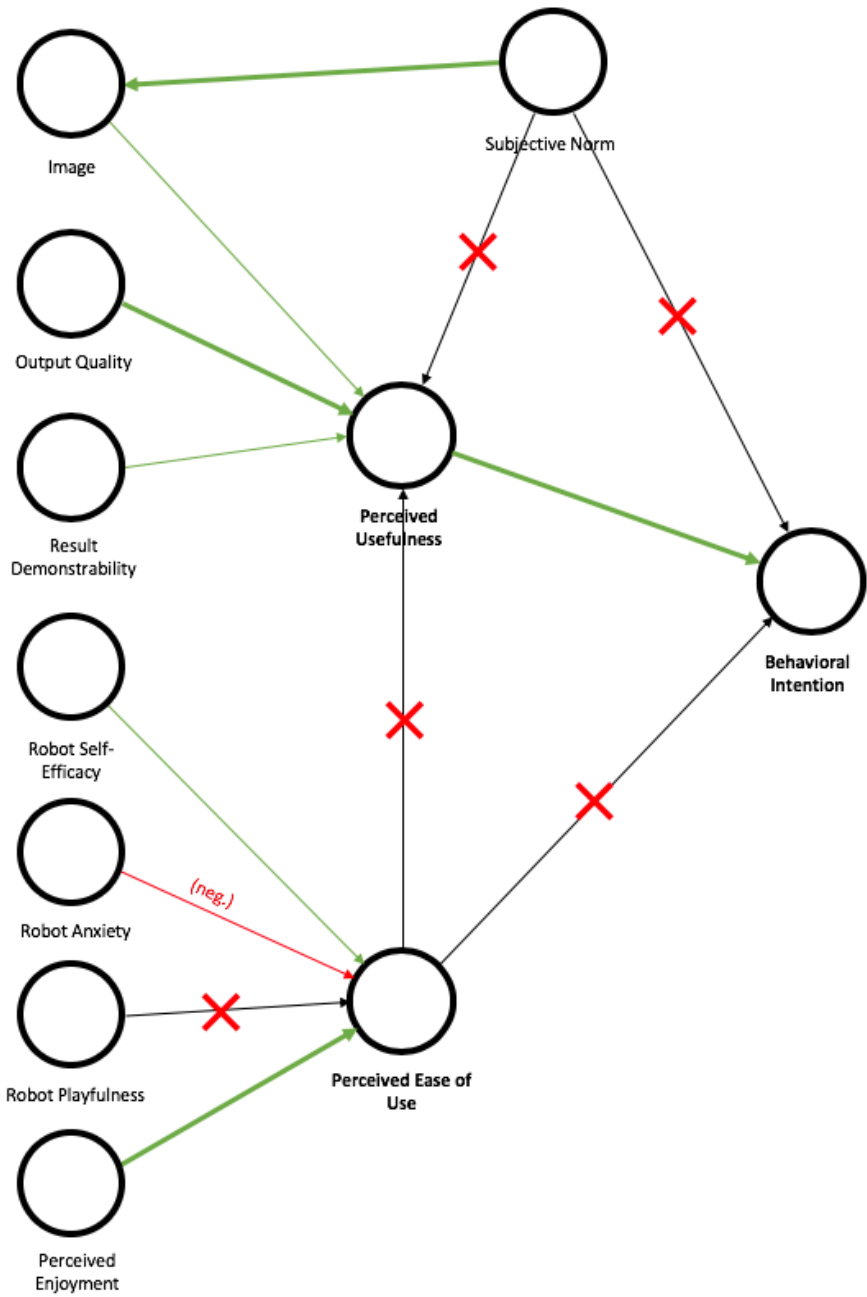 Subjective Norm
Image
Output Quality
Perceived
Usefulness
Result
Demonstrability
Behavioral
Intention
Robot Self-
Efficacy
(neg.)
Robot Anxiety
Perceived Ease of
Use
Robot Playfulness
Perceived
Enjoyment